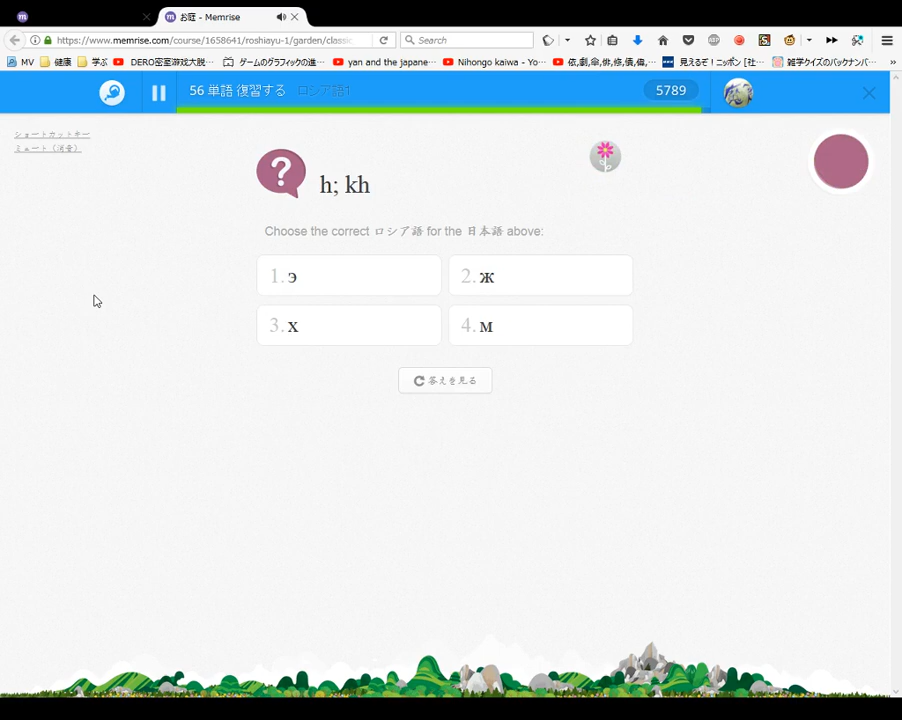 お庭 - Memrise
https://www.memrise.com/course/1658641/roshiayu-1/garden/classic
Search
MV 健康 学ぶ DERO密室游戏大脱… ゲームのグラフィックの進… yan and the japane… Nihongo kaiwa - Yo… 見えるぞ！ニッポン [社… 雑学クイズのバックナンバ…
56 単語 復習する ロシア語1 5789
ショートカットキー
ミュート（消音）
h; kh
Choose the correct ロシア語 for the 日本語 above:
1. э 2. ж
3. х 4. м
答えを見る